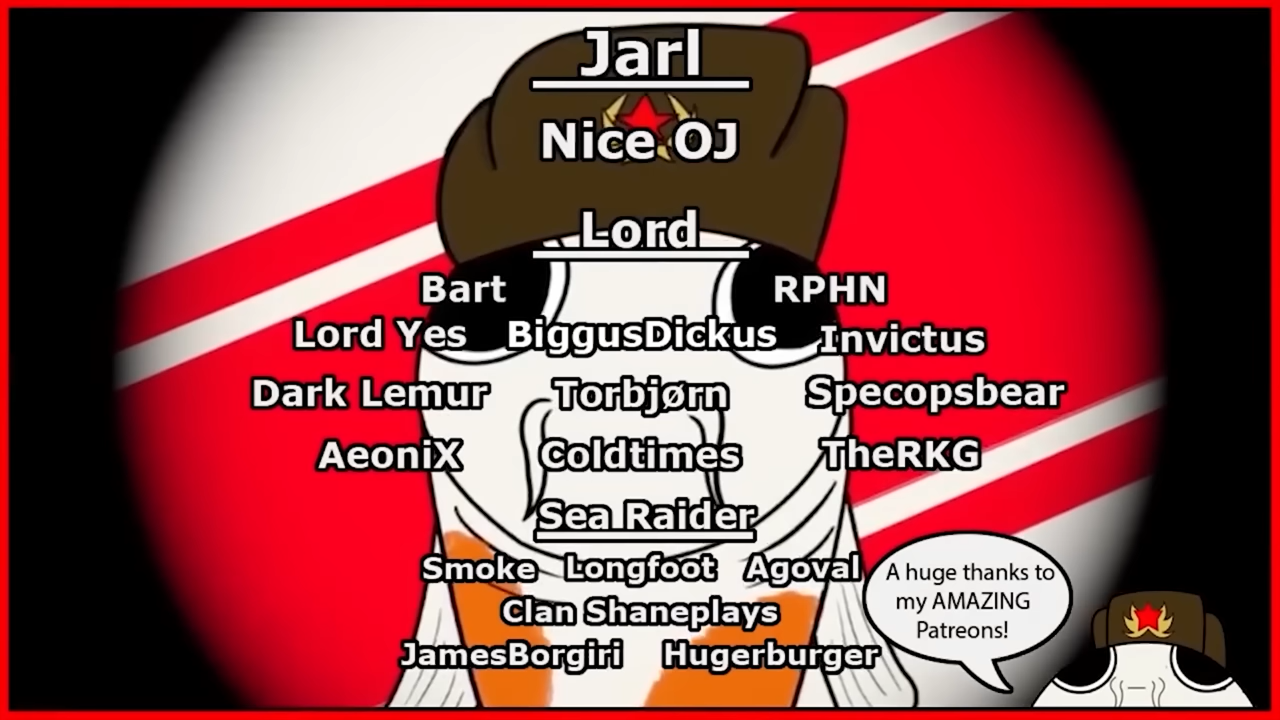 Jarl
Nice OJ
Lord
Bart RPHN
Lord Yes BiggusDickus Invictus
Dark Lemur Torbjørn Specopsbear
AeoniX Coldtimes TheRKG
Sea Raider
Smoke Longfoot Agoval
Clan Shaneplays
JamesBorgiri Hugerburger
A huge thanks to
my AMAZING
Patreons!